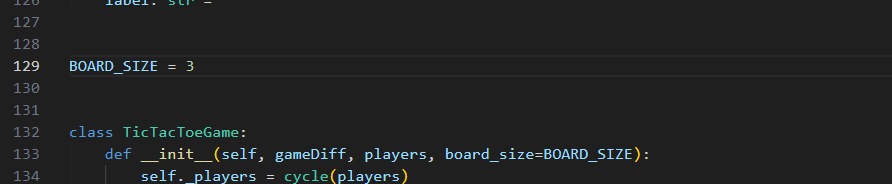 126 label: str =
127
128
129 BOARD_SIZE = 3
130
131
132 class TicTacToeGame:
133 def __init__(self, gameDiff, players, board_size=BOARD_SIZE):
134 self._players = cycle(players)